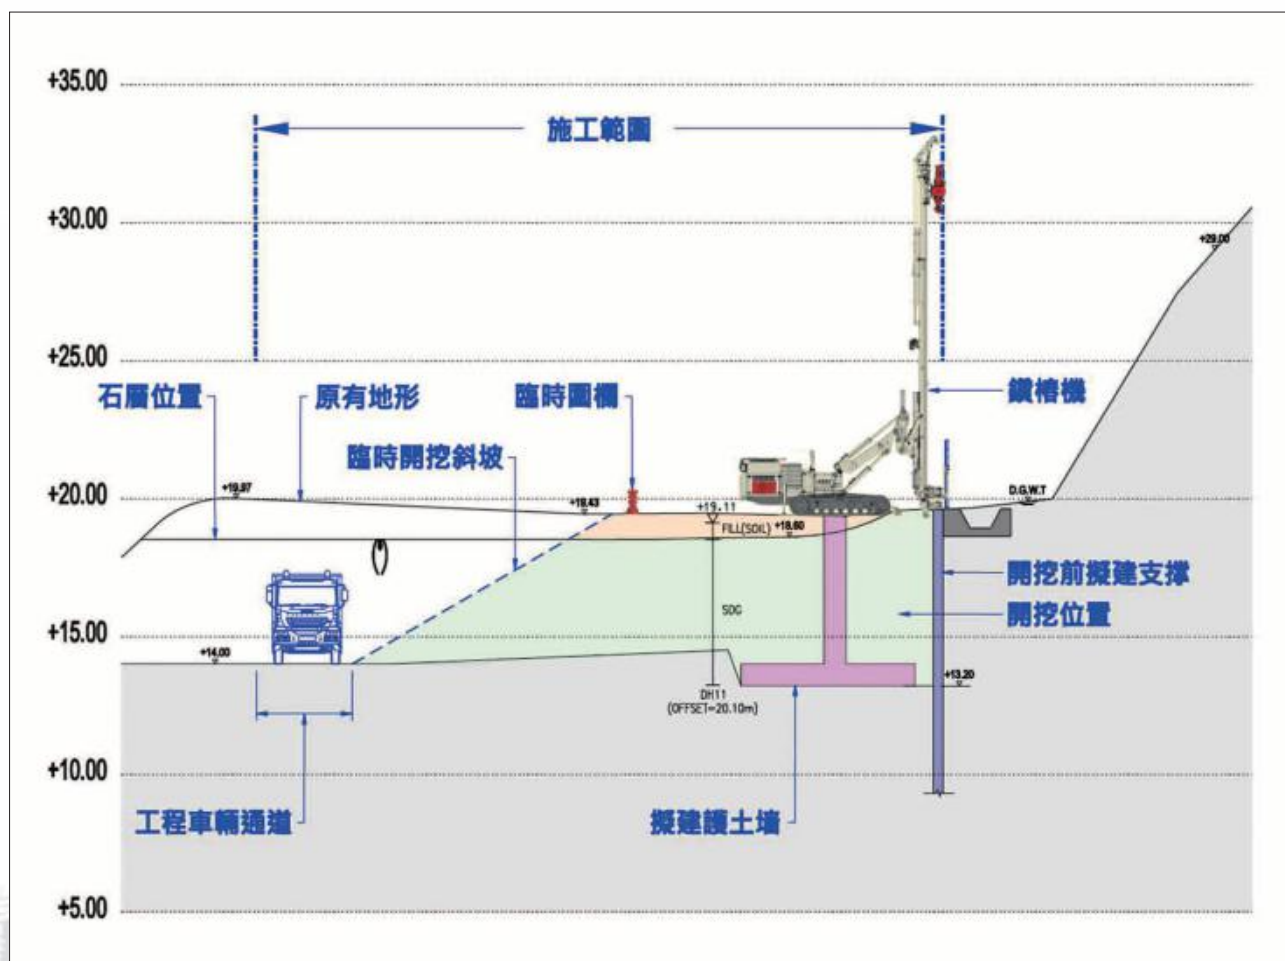 +35.00
施工範圍
+30.00
+29.00
+25.00
石層位置
原有地形
臨時圍欄
鑽樁機
臨時開挖斜坡
+20.00
+19.97
+19.43
+19.11
D.G.W.T
FILL(SOIL)
+18.60
開挖前擬建支撐
SDG
開挖位置
+15.00
+14.00
+13.20
DH11
(OFFSET=20.10m)
+10.00
工程車輛通道
擬建護土墙
+5.00